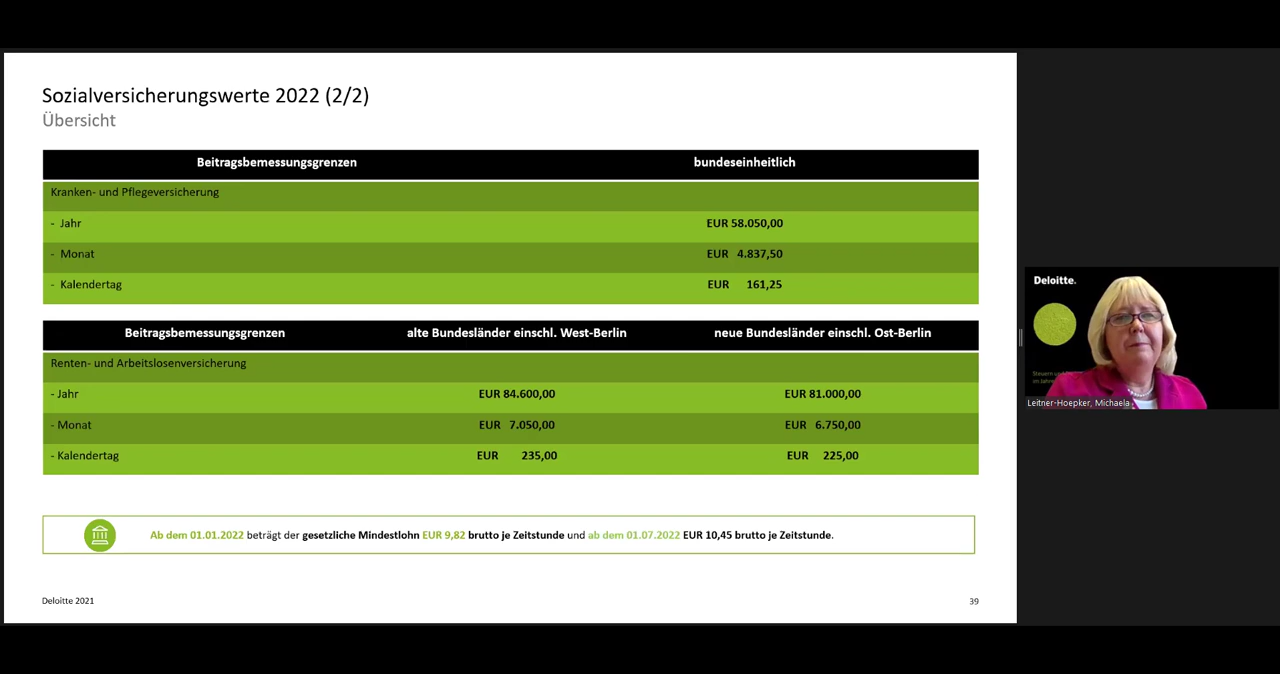 Sozialversicherungswerte 2022 (2/2)
Übersicht
Beitragsbemessungsgrenzen bundeseinheitlich
Kranken- und Pflegeversicherung
- Jahr EUR 58.050,00
- Monat EUR 4.837,50
- Kalendertag EUR 161,25
Beitragsbemessungsgrenzen alte Bundesländer einschl. West-Berlin neue Bundesländer einschl. Ost-Berlin
Renten- und Arbeitslosenversicherung
- Jahr EUR 84.600,00 EUR 81.000,00
- Monat EUR 7.050,00 EUR 6.750,00
- Kalendertag EUR 235,00 EUR 225,00
Ab dem 01.01.2022 beträgt der gesetzliche Mindestlohn EUR 9,82 brutto je Zeitstunde und ab dem 01.07.2022 EUR 10,45 brutto je Zeitstunde.
Deloitte 2021 39
Deloitte.
Steuern
im Jahre
Leitner-Hoepker, Michaela